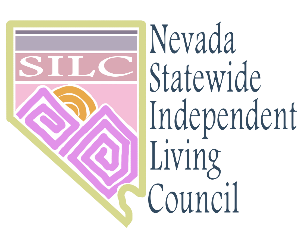 SILC
Nevada
Statewide
Independent
Living
Council